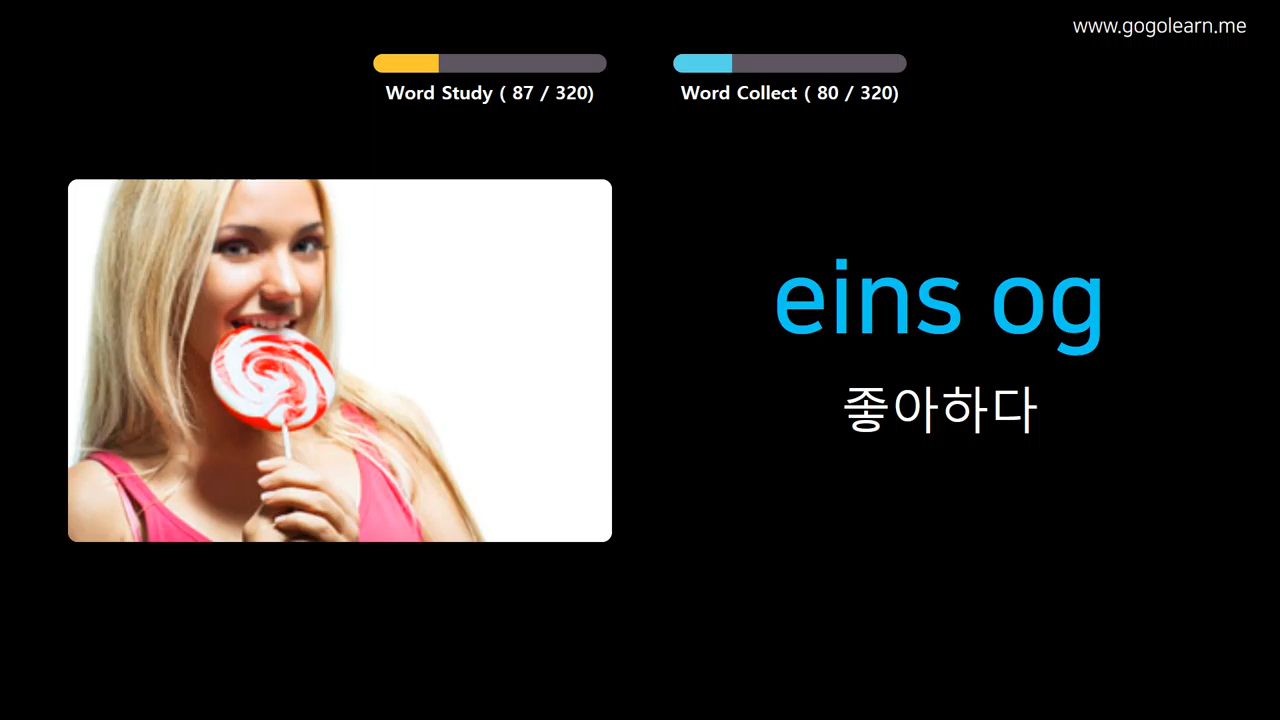 www.gogolearn.me
Word Study ( 87 / 320)
Word Collect ( 80 / 320)
eins og
좋아하다